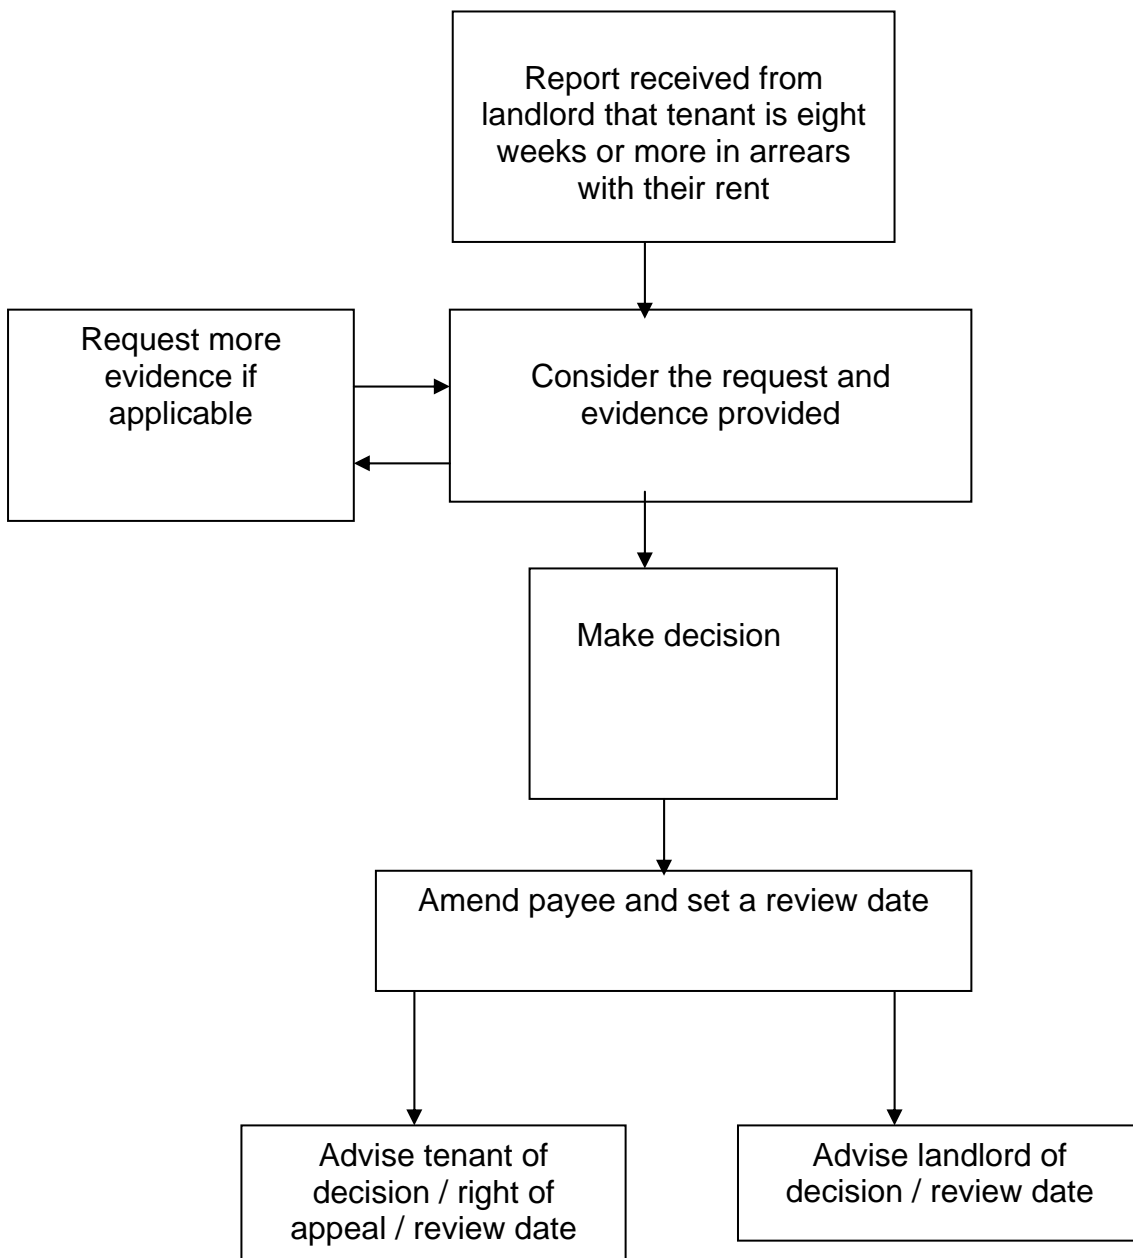 Report received from
landlord that tenant is eight
weeks or more in arrears
with their rent
Request more
evidence if
applicable
Consider the request and
evidence provided
Make decision
Amend payee and set a review date
Advise tenant of
decision / right of
appeal / review date
Advise landlord of
decision / review date